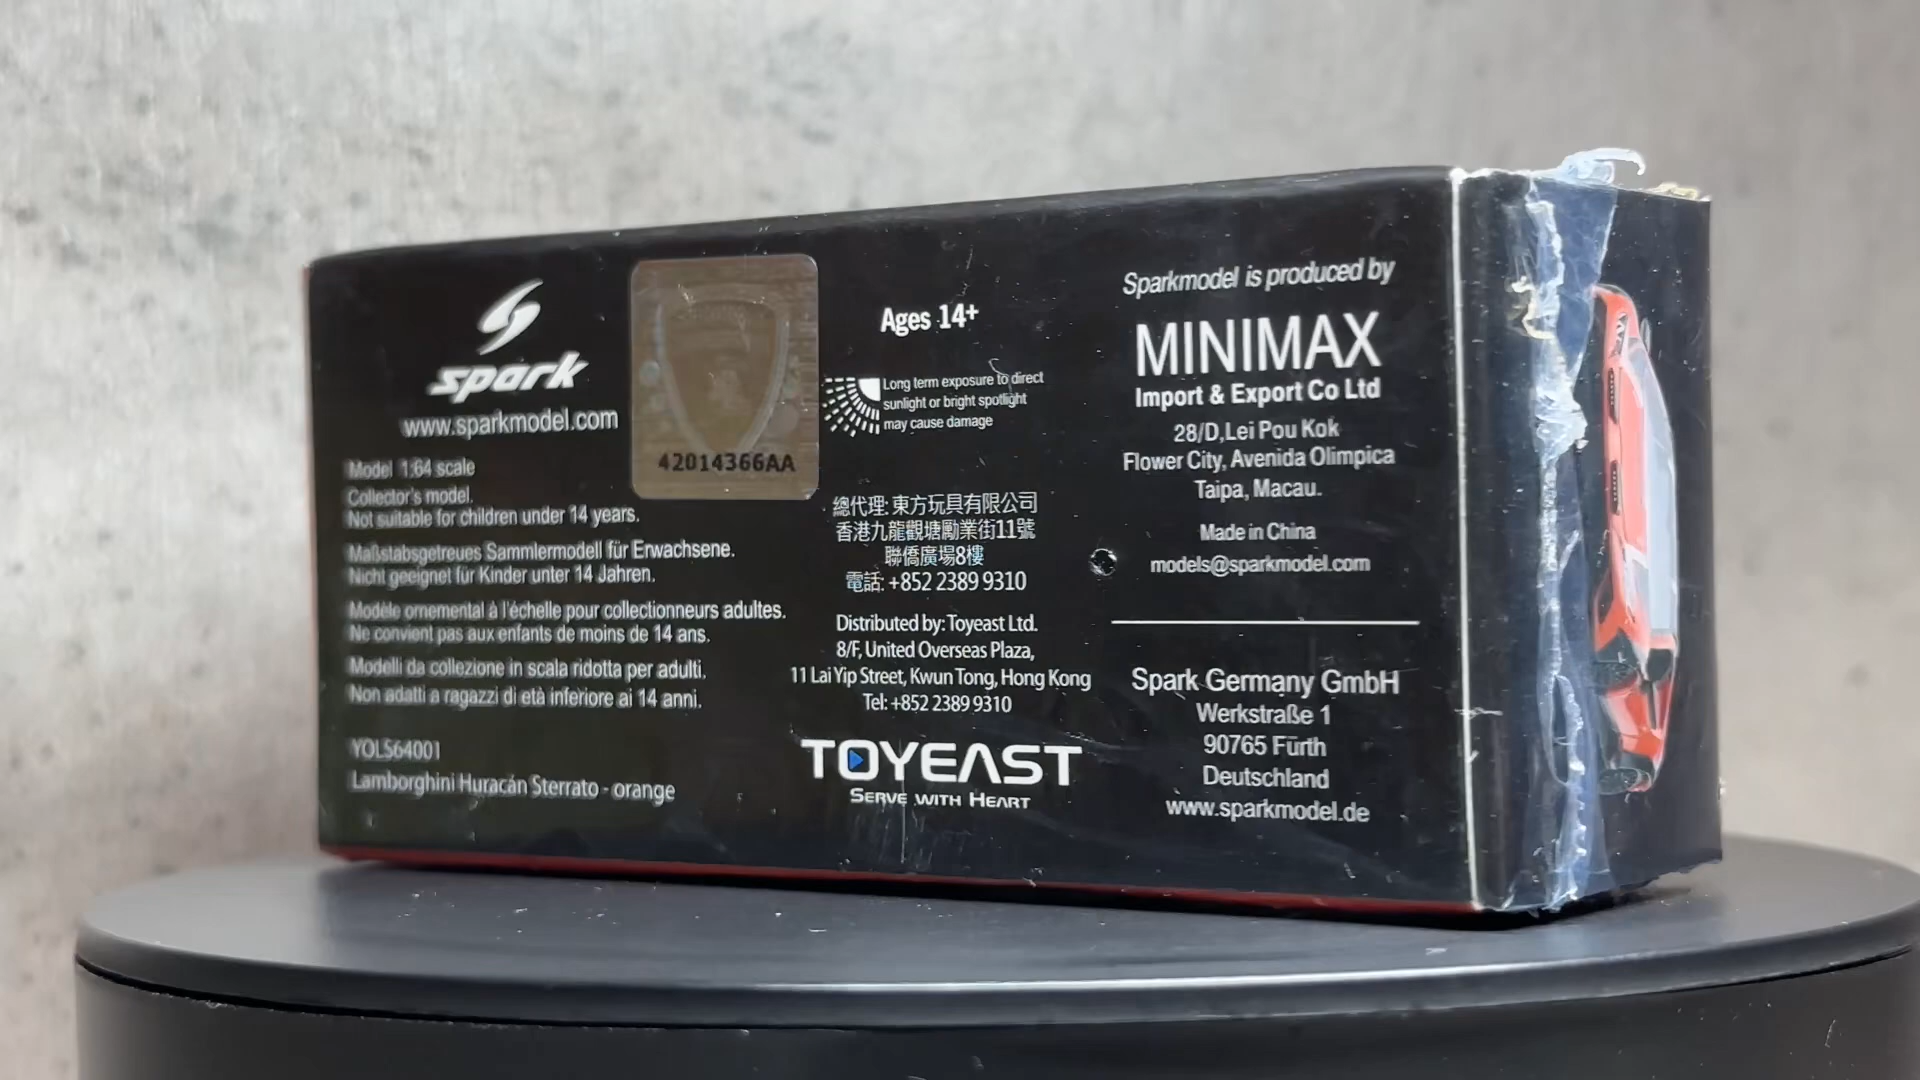 spark
www.sparkmodel.com
Model 1:64 scale
Collector's model.
Not suitable for children under 14 years.
Maßstabsgetreues Sammlermodell für Erwachsene.
Nicht geeignet für Kinder unter 14 Jahren.
Modèle ornemental à l'échelle pour collectionneurs adultes.
Ne convient pas aux enfants de moins de 14 ans.
Modelli da collezione in scala ridotta per adulti.
Non adatti a ragazzi di età inferiore ai 14 anni.
YOLS64001
Lamborghini Huracán Sterrato - orange
42014366AA
Ages 14+
Long term exposure to direct
sunlight or bright spotlight
may cause damage
總代理: 東方玩具有限公司
香港九龍觀塘勵業街11號
聯僑廣場8樓
電話: +852 2389 9310
Distributed by: Toyeast Ltd.
8/F, United Overseas Plaza,
11 Lai Yip Street, Kwun Tong, Hong Kong
Tel: +852 2389 9310
TOYEAST
SERVE WITH HEART
Sparkmodel is produced by
MINIMAX
Import & Export Co Ltd
28/D,Lei Pou Kok
Flower City, Avenida Olimpica
Taipa, Macau.
Made in China
models@sparkmodel.com
Spark Germany GmbH
Werkstraße 1
90765 Fürth
Deutschland
www.sparkmodel.de